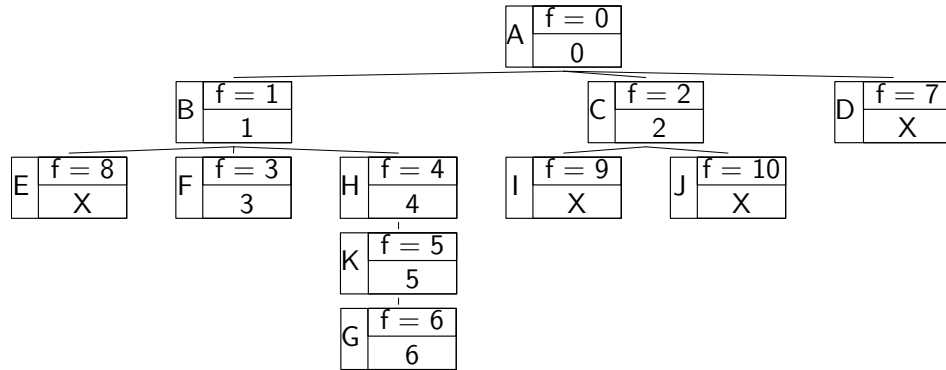 A f = 0
0
B f = 1
1
C f = 2
2
D f = 7
X
E f = 8
X
F f = 3
3
H f = 4
4
I f = 9
X
J f = 10
X
K f = 5
5
G f = 6
6